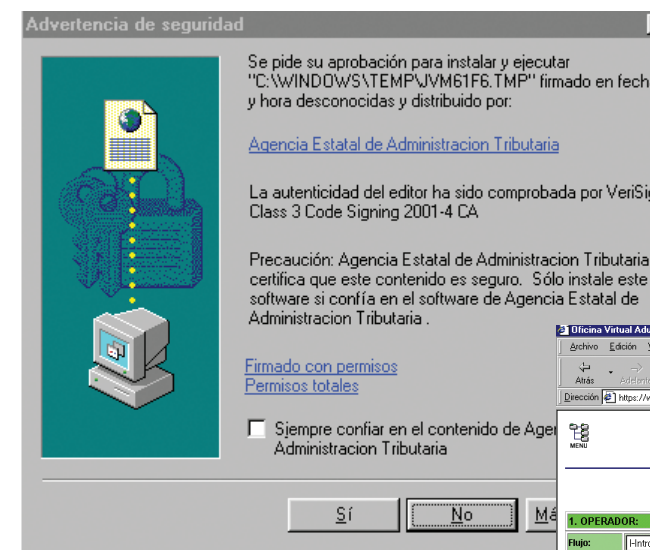 Advertencia de seguridad
Se pide su aprobación para instalar y ejecutar
"C:\WINDOWS\TEMP\JVM61F6.TMP" firmado en fech
y hora desconocidas y distribuido por:
Agencia Estatal de Administracion Tributaria
La autenticidad del editor ha sido comprobada por VeriSi
Class 3 Code Signing 2001-4 CA
Precaución: Agencia Estatal de Administracion Tributaria
certifica que este contenido es seguro. Sólo instale este
software si confía en el software de Agencia Estatal de
Administracion Tributaria .
Firmado con permisos
Permisos totales
Siempre confiar en el contenido de Agen
Administracion Tributaria
Sí No Má
Oficina Virtual Adu
Archivo Edición
Atrás Adelante
Dirección https://w
MENU
1. OPERADOR:
Flujo: I-Intro